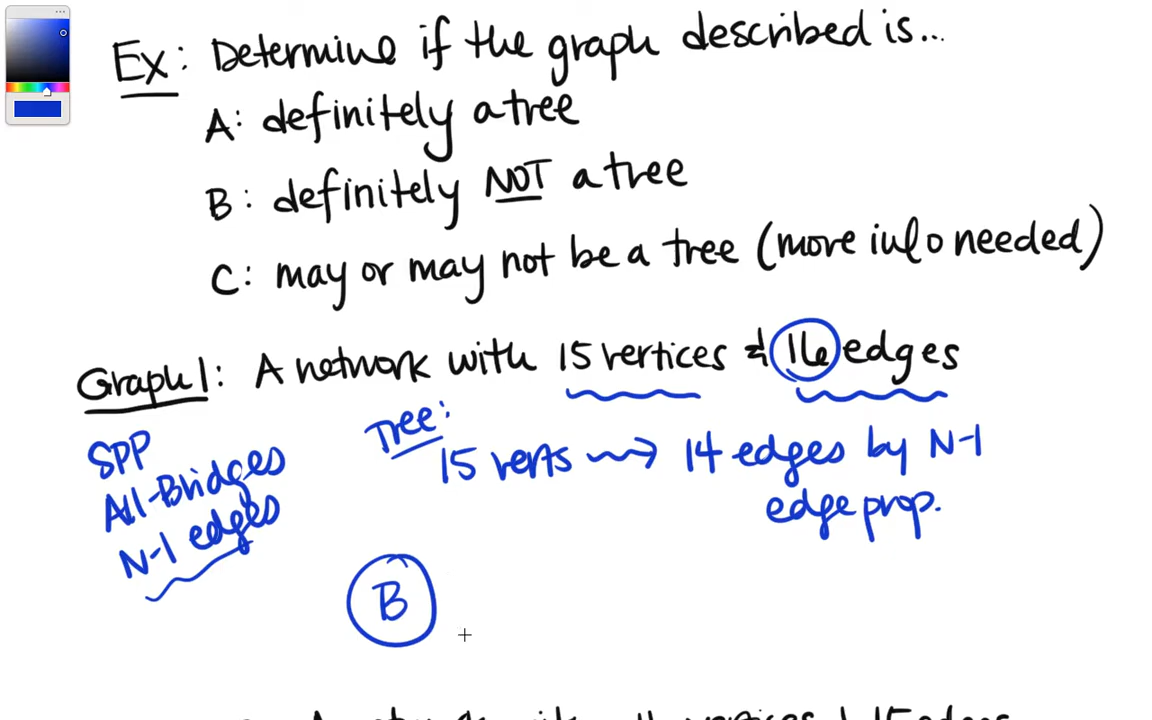 Ex: Determine if the graph described is...
A: definitely a tree
B: definitely NOT a tree
C: may or may not be a tree (more info needed)
Graph 1: A network with 15 vertices & 16 edges
Tree:
SPP
15 verts 14 edges by N-1
All-Bridges
edge prop.
N-1 edges
B
15 edges